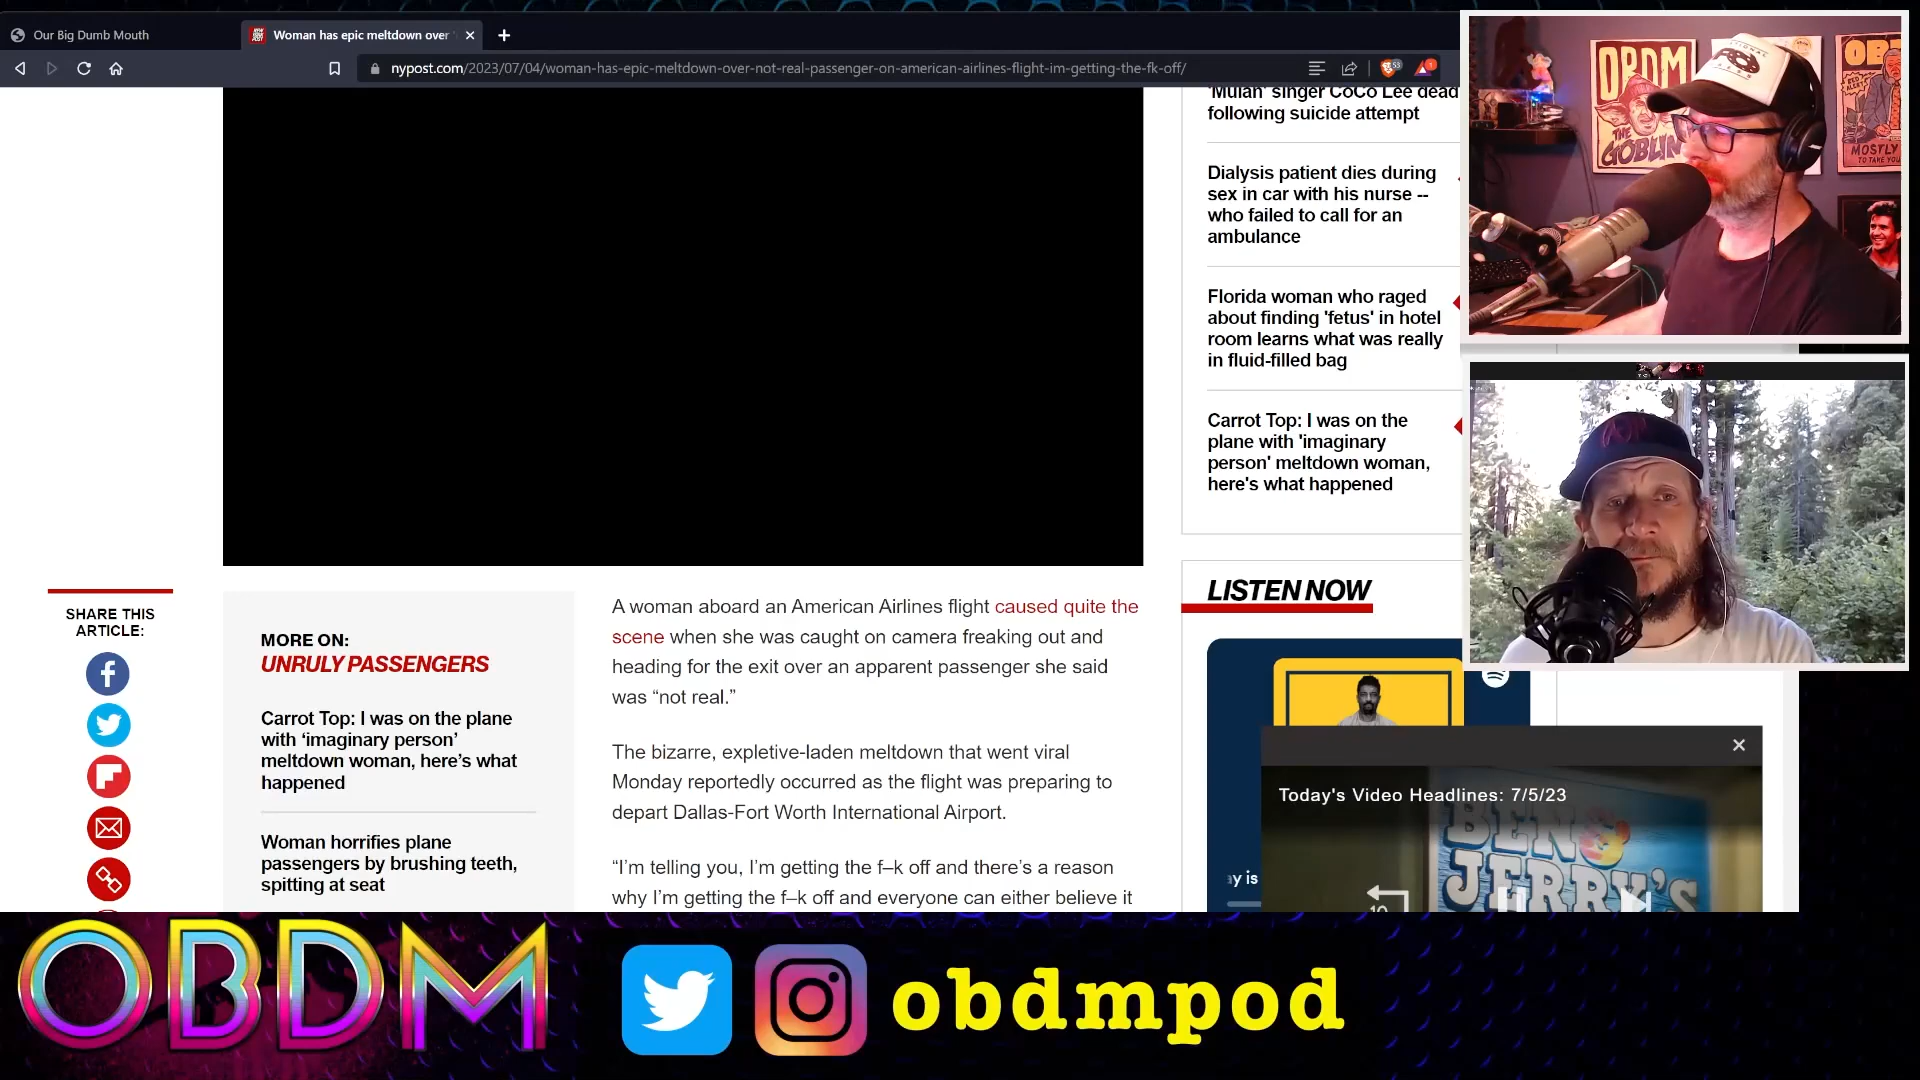 Our Big Dumb Mouth
Woman has epic meltdown over
nypost.com/2023/07/04/woman-has-epic-meltdown-over-not-real-passenger-on-american-airlines-flight-im-getting-the-fk-off/
'Mulan' singer CoCo Lee dead
following suicide attempt
Dialysis patient dies during
sex in car with his nurse --
who failed to call for an
ambulance
Florida woman who raged
about finding 'fetus' in hotel
room learns what was really
in fluid-filled bag
Carrot Top: I was on the
plane with 'imaginary
person' meltdown woman,
here's what happened
LISTEN NOW
OBDM
THE
GOBLIN
MOSTLY
SHARE THIS
ARTICLE:
MORE ON:
UNRULY PASSENGERS
Carrot Top: I was on the plane
with ‘imaginary person’
meltdown woman, here’s what
happened
Woman horrifies plane
passengers by brushing teeth,
spitting at seat
A woman aboard an American Airlines flight caused quite the
scene when she was caught on camera freaking out and
heading for the exit over an apparent passenger she said
was “not real.”
The bizarre, expletive-laden meltdown that went viral
Monday reportedly occurred as the flight was preparing to
depart Dallas-Fort Worth International Airport.
“I’m telling you, I’m getting the f–k off and there’s a reason
why I’m getting the f–k off and everyone can either believe it
Today's Video Headlines: 7/5/23
BEN &
JERRY'S
ay is
10
OBDM
obdmpod